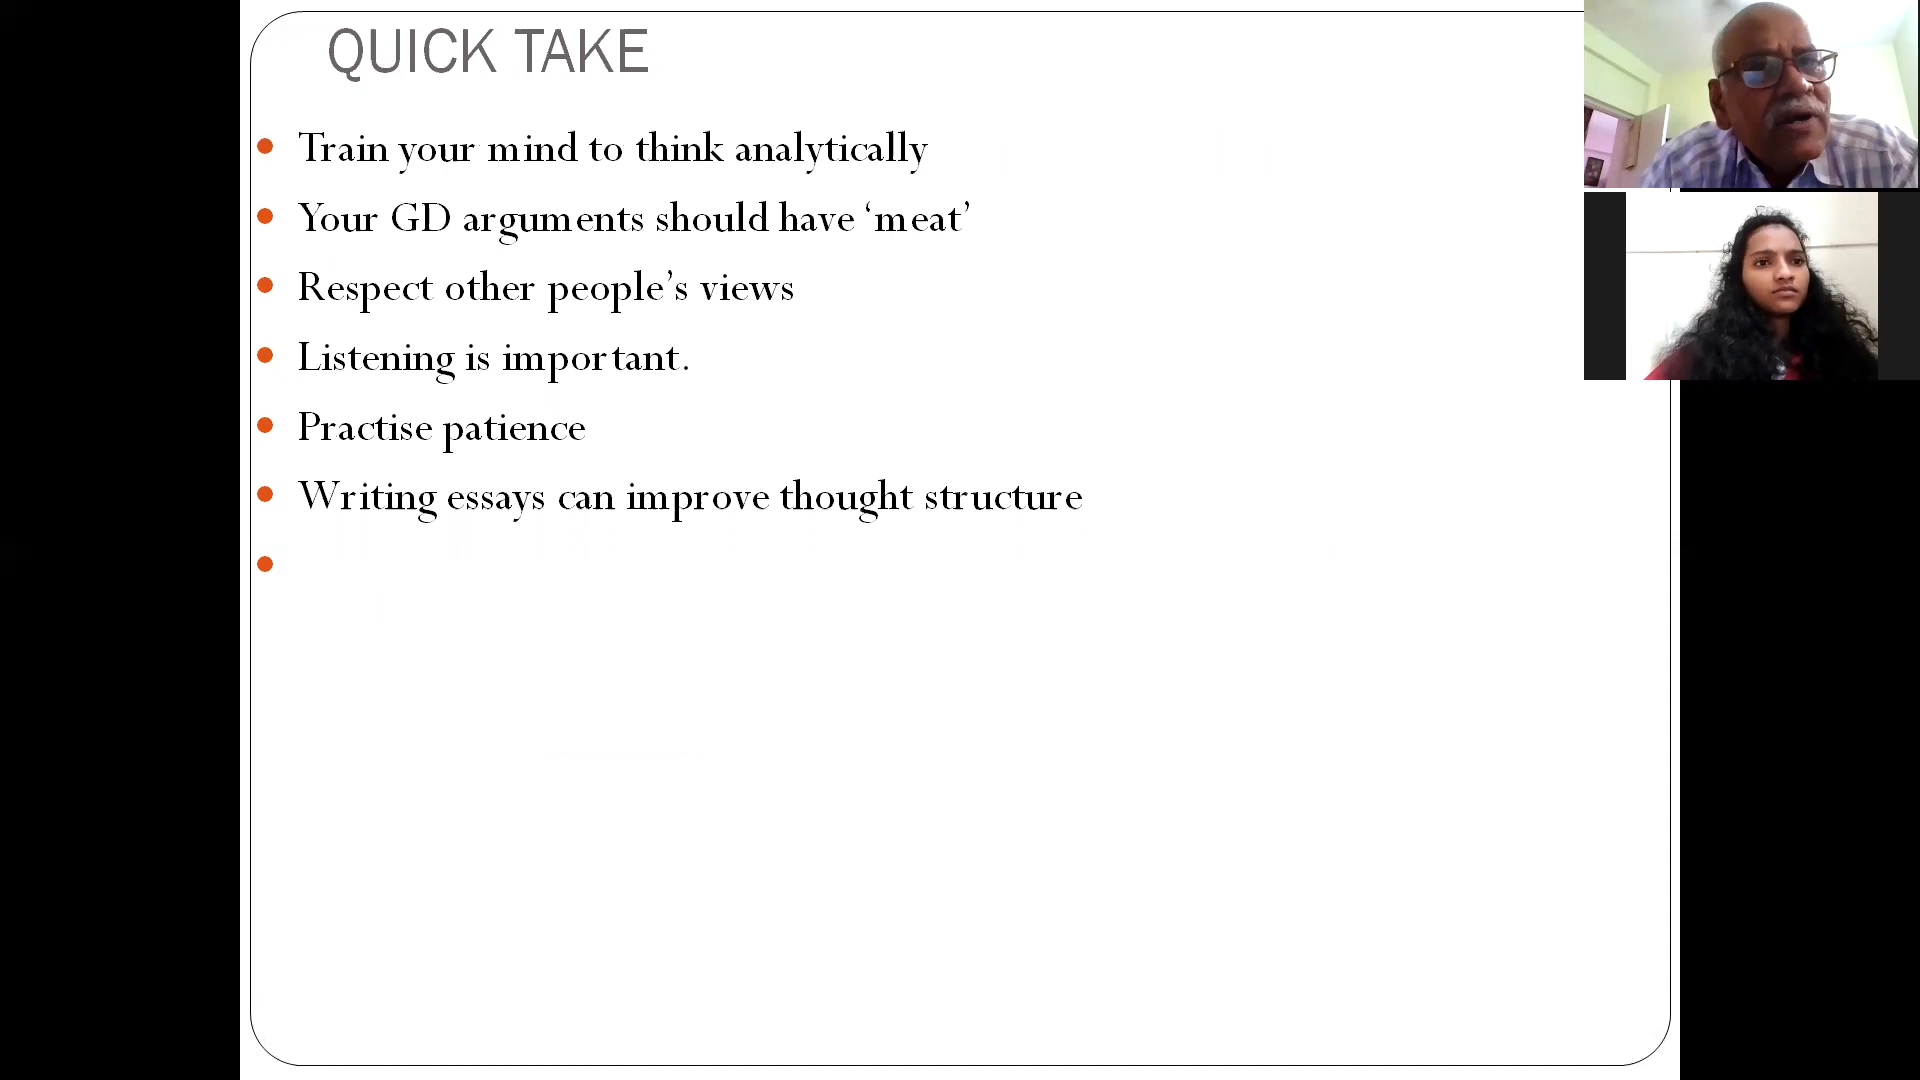 QUICK TAKE
Train your mind to think analytically
Your GD arguments should have ‘meat’
Respect other people’s views
Listening is important.
Practise patience
Writing essays can improve thought structure